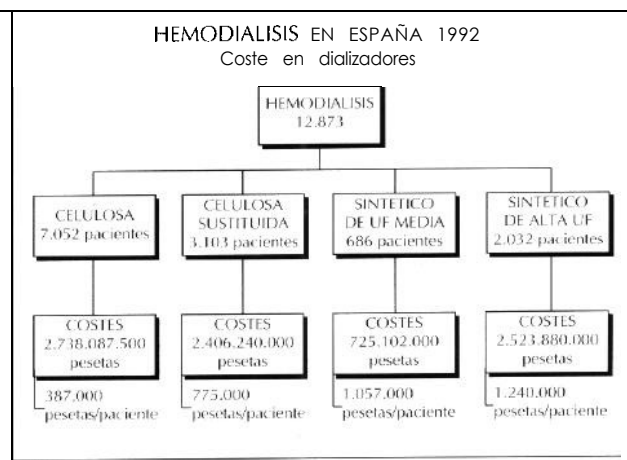 HEMODIALISIS EN ESPAÑA 1992
Coste en dializadores
HEMODIALISIS
12.873
CELULOSA
7.052 pacientes
CELULOSA
SUSTITUIDA
3.103 pacientes
SINTETICO
DE UF MEDIA
686 pacientes
SINTETICO
DE ALTA UF
2.032 pacientes
COSTES
2.738.087.500
pesetas
COSTES
2.406.240.000
pesetas
COSTES
725.102.000
pesetas
COSTES
2.523.880.000
pesetas
387.000
pesetas/paciente
775.000
pesetas/paciente
1.057.000
pesetas/paciente
1.240.000
pesetas/paciente